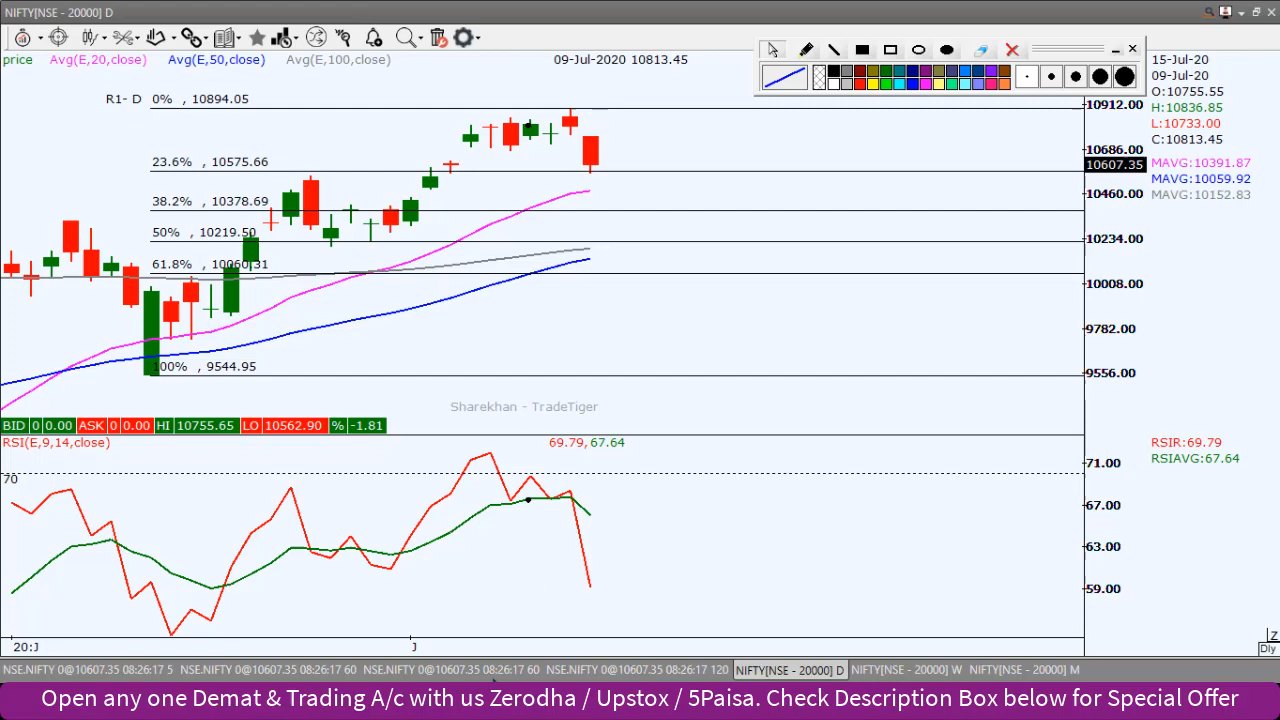 NIFTY[NSE - 20000] D
price Avg(E,20,close) Avg(E,50,close) Avg(E,100,close) 09-Jul-2020 10813.45
15-Jul-20
09-Jul-20
O:10755.55
H:10836.85
L:10733.00
C:10813.45
MAVG:10391.87
MAVG:10059.92
MAVG:10152.83
R1- D 0% , 10894.05
23.6% , 10575.66
38.2% , 10378.69
50% , 10219.50
61.8% , 10060.31
100% , 9544.95
10912.00
10686.00
10607.35
10460.00
10234.00
10008.00
9782.00
9556.00
Sharekhan - TradeTiger
BID 0 0.00 ASK 0 0.00 HI 10755.65 LO 10562.90 % -1.81
RSI(E,9,14,close) 69.79, 67.64
RSIR:69.79
RSIAVG:67.64
70
71.00
67.00
63.00
59.00
20:J J
Z
Dly
NSE.NIFTY 0@10607.35 08:26:17 5 NSE.NIFTY 0@10607.35 08:26:17 60 NSE.NIFTY 0@10607.35 08:26:17 60 NSE.NIFTY 0@10607.35 08:26:17 120 NIFTY[NSE - 20000] D NIFTY[NSE - 20000] W NIFTY[NSE - 20000] M
Open any one Demat & Trading A/c with us Zerodha / Upstox / 5Paisa. Check Description Box below for Special Offer